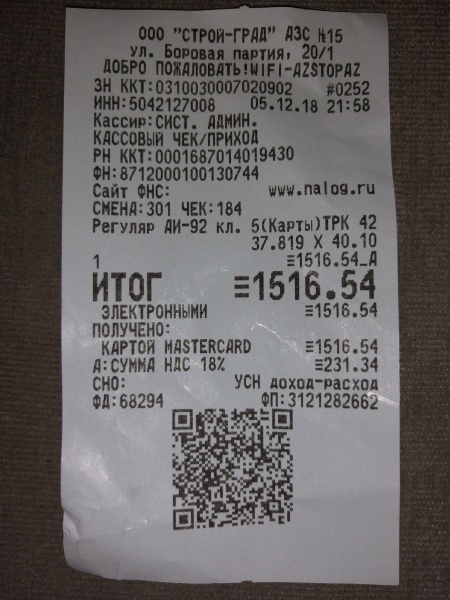 ООО "СТРОЙ-ГРАД" АЗС №15
ул. Боровая партия, 20/1
ДОБРО ПОЖАЛОВАТЬ!WIFI-AZSTOPAZ
ЗН ККТ:0310030007020902 #0252
ИНН:5042127008 05.12.18 21:58
Кассир:СИСТ. АДМИН.
КАССОВЫЙ ЧЕК/ПРИХОД
РН ККТ:0001687014019430
ФН:8712000100130744
Сайт ФНС: www.nalog.ru
СМЕНА:301 ЧЕК:184
Регуляр АИ-92 кл. 5(Карты)ТРК 42
37.819 X 40.10
1 ≡1516.54_А
ИТОГ ≡1516.54
ЭЛЕКТРОННЫМИ ≡1516.54
ПОЛУЧЕНО:
КАРТОЙ MASTERCARD ≡1516.54
А:СУММА НДС 18% ≡231.34
СНО: УСН доход-расход
ФД:68294 ФП:3121282662